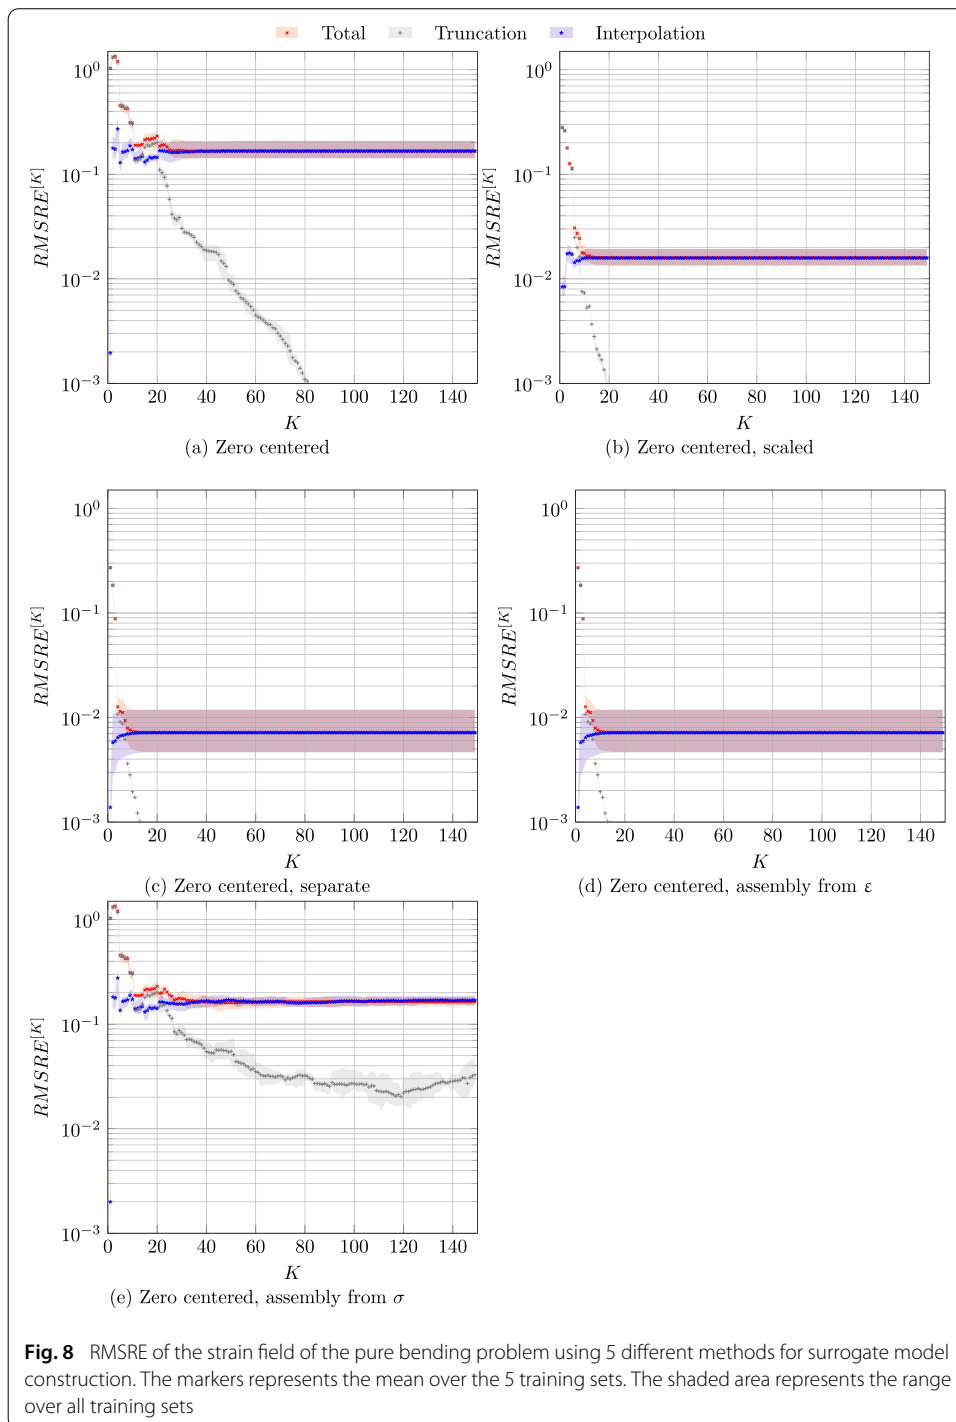 Total Truncation Interpolation
10^0
10^-1
10^-2
10^-3
RMSRE^[K]
0 20 40 60 80 100 120 140
K
(a) Zero centered
10^0
10^-1
10^-2
10^-3
RMSRE^[K]
0 20 40 60 80 100 120 140
K
(b) Zero centered, scaled
10^0
10^-1
10^-2
10^-3
RMSRE^[K]
0 20 40 60 80 100 120 140
K
(c) Zero centered, separate
10^0
10^-1
10^-2
10^-3
RMSRE^[K]
0 20 40 60 80 100 120 140
K
(d) Zero centered, assembly from ε
10^0
10^-1
10^-2
10^-3
RMSRE^[K]
0 20 40 60 80 100 120 140
K
(e) Zero centered, assembly from σ
Fig. 8 RMSRE of the strain field of the pure bending problem using 5 different methods for surrogate model
construction. The markers represents the mean over the 5 training sets. The shaded area represents the range
over all training sets